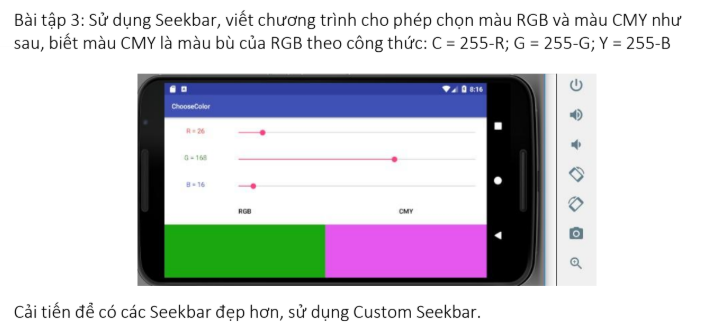 Bài tập 3: Sử dụng Seekbar, viết chương trình cho phép chọn màu RGB và màu CMY như
sau, biết màu CMY là màu bù của RGB theo công thức: C = 255-R; G = 255-G; Y = 255-B
8:16
ChooseColor
R = 26
G = 168
B = 16
RGB CMY
Cải tiến để có các Seekbar đẹp hơn, sử dụng Custom Seekbar.